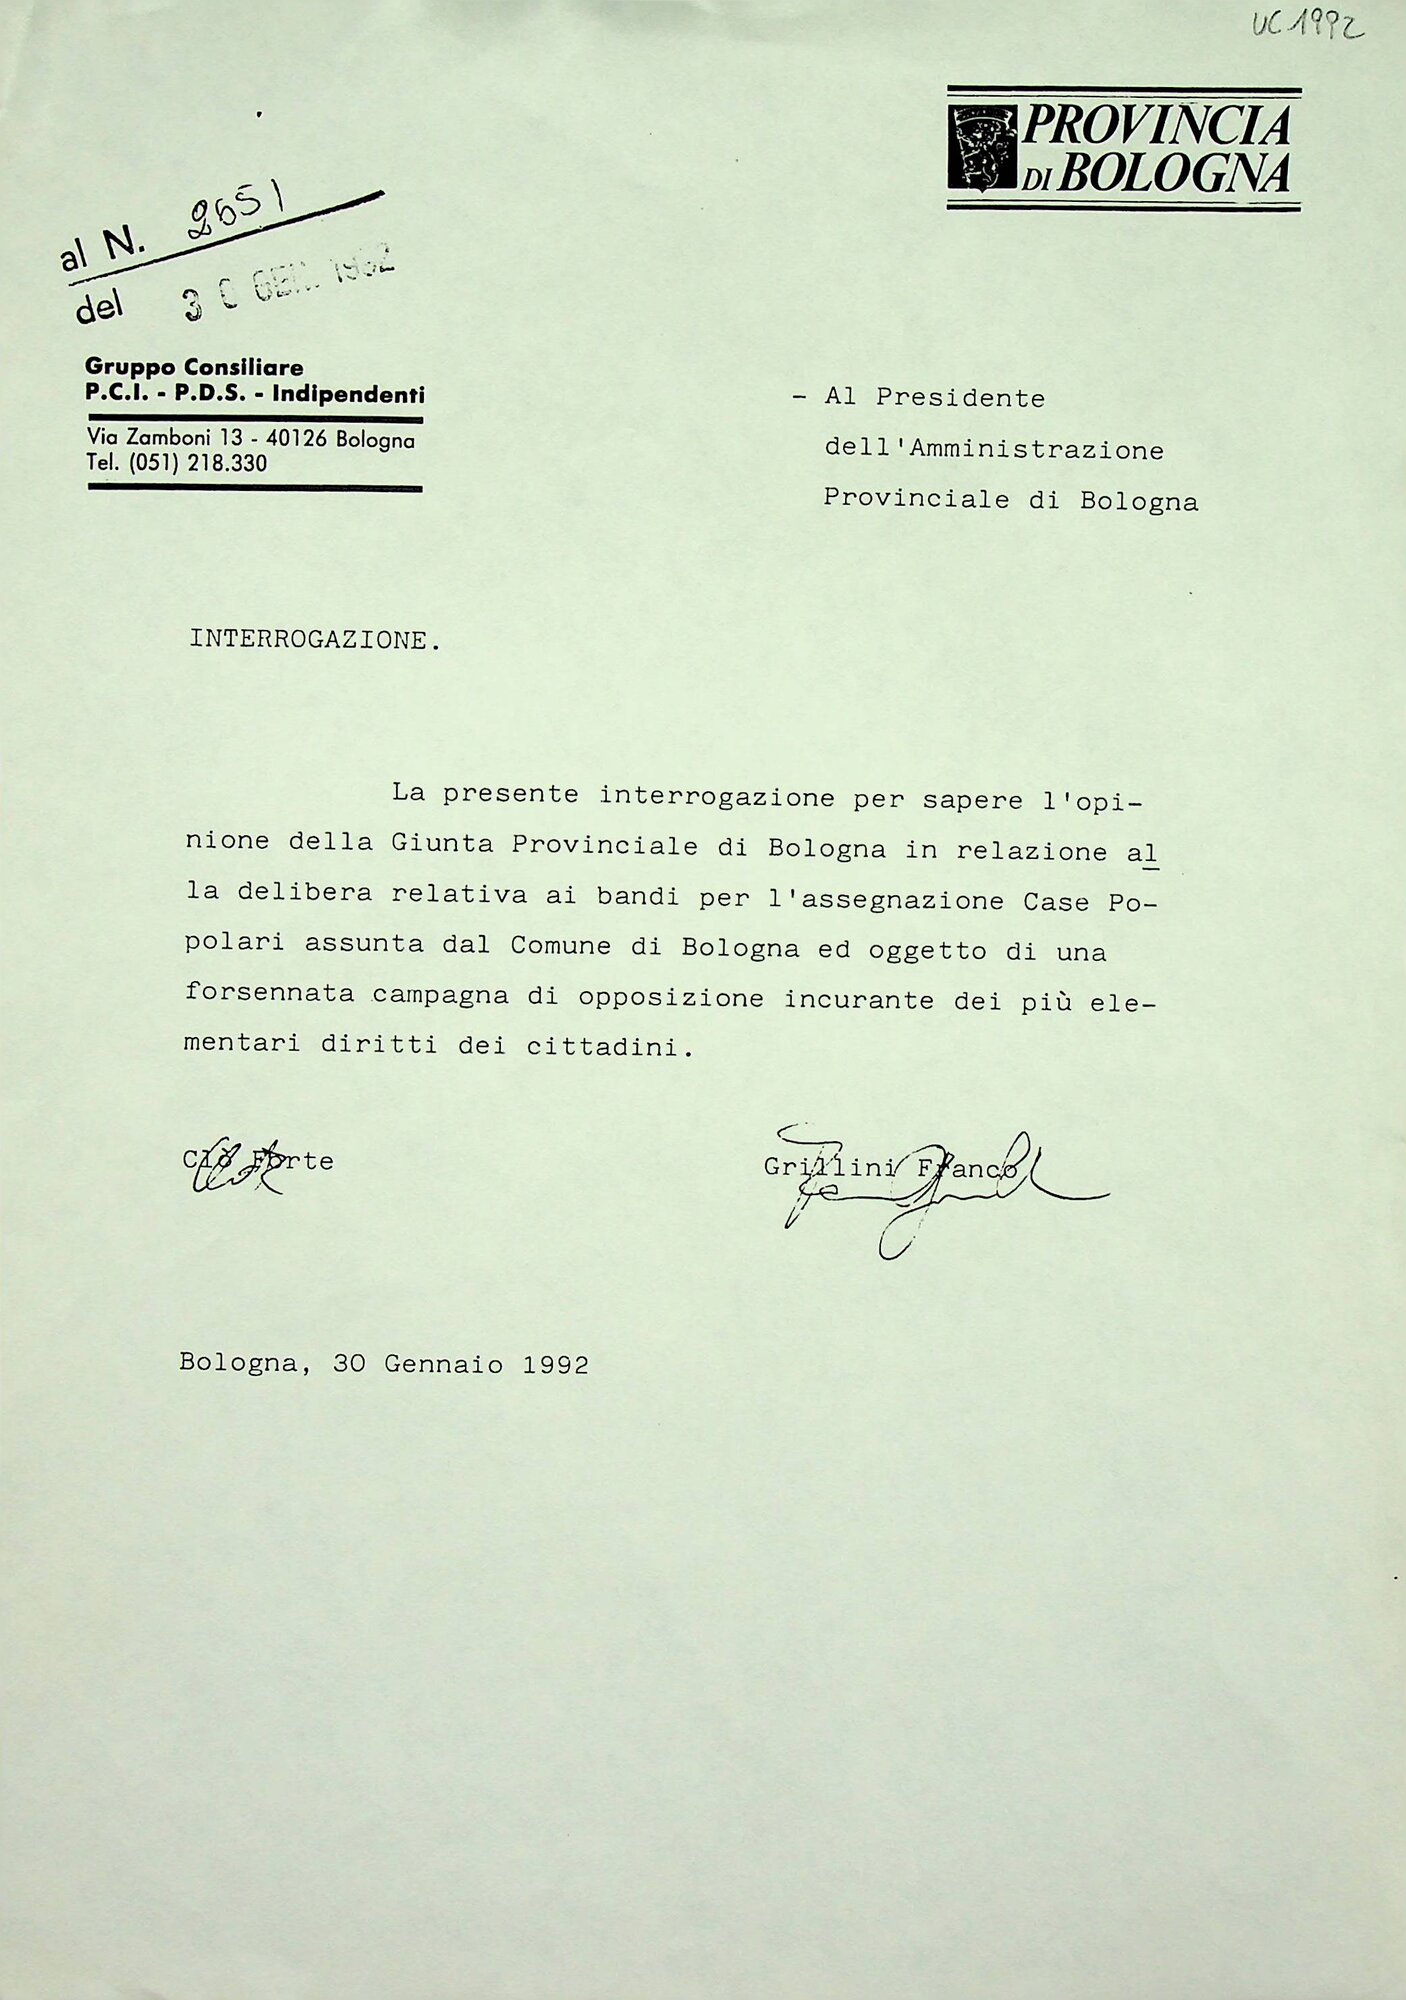 UC 1992
PROVINCIA
DI BOLOGNA
al N. 2651
del 30 GEN. 1992
Gruppo Consiliare
P.C.I. - P.D.S. - Indipendenti
Via Zamboni 13 - 40126 Bologna
Tel. (051) 218.330
- Al Presidente
dell'Amministrazione
Provinciale di Bologna
INTERROGAZIONE.
La presente interrogazione per sapere l'opi-
nione della Giunta Provinciale di Bologna in relazione al
la delibera relativa ai bandi per l'assegnazione Case Po-
polari assunta dal Comune di Bologna ed oggetto di una
forsennata campagna di opposizione incurante dei più ele-
mentari diritti dei cittadini.
Clò Forte
Grillini Franco
Bologna, 30 Gennaio 1992